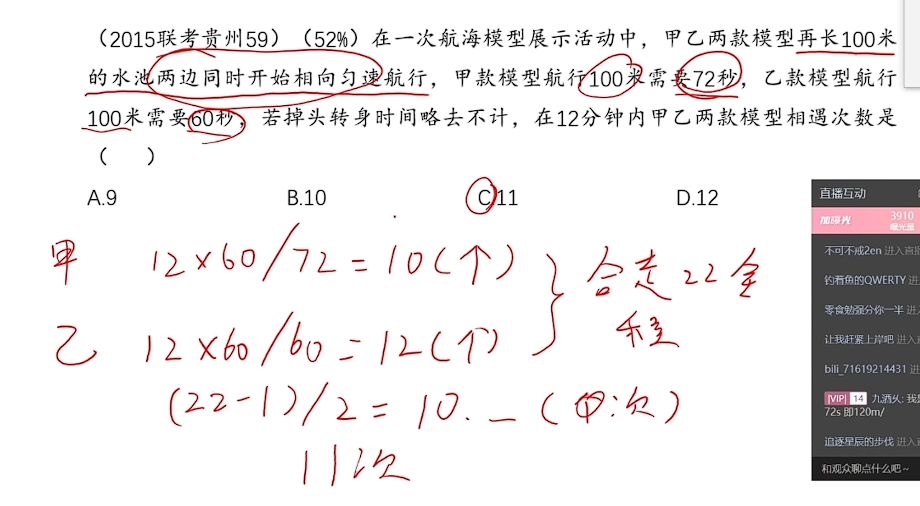 (2015联考贵州59)(52%)在一次航海模型展示活动中，甲乙两款模型再长100米
的水池两边同时开始相向匀速航行，甲款模型航行100米需要72秒，乙款模型航行
100米需要60秒，若掉头转身时间略去不计，在12分钟内甲乙两款模型相遇次数是
( )
A.9 B.10 C.11 D.12
甲 12×60/72=10(个)
乙 12×60/60=12(个)
合走22全
程
(22-1)/2=10.
11次
直播互动
3910
曝光量
不可不戒2en 进入直播
钓着鱼的QWERTY 进入
零食勉强分你一半 进入
让我赶紧上岸吧 进入直
bili_71619214431 进
VIP 14 九酒火: 我是
72s 即120m/
追逐星辰的步伐 进入
和观众聊点什么吧~